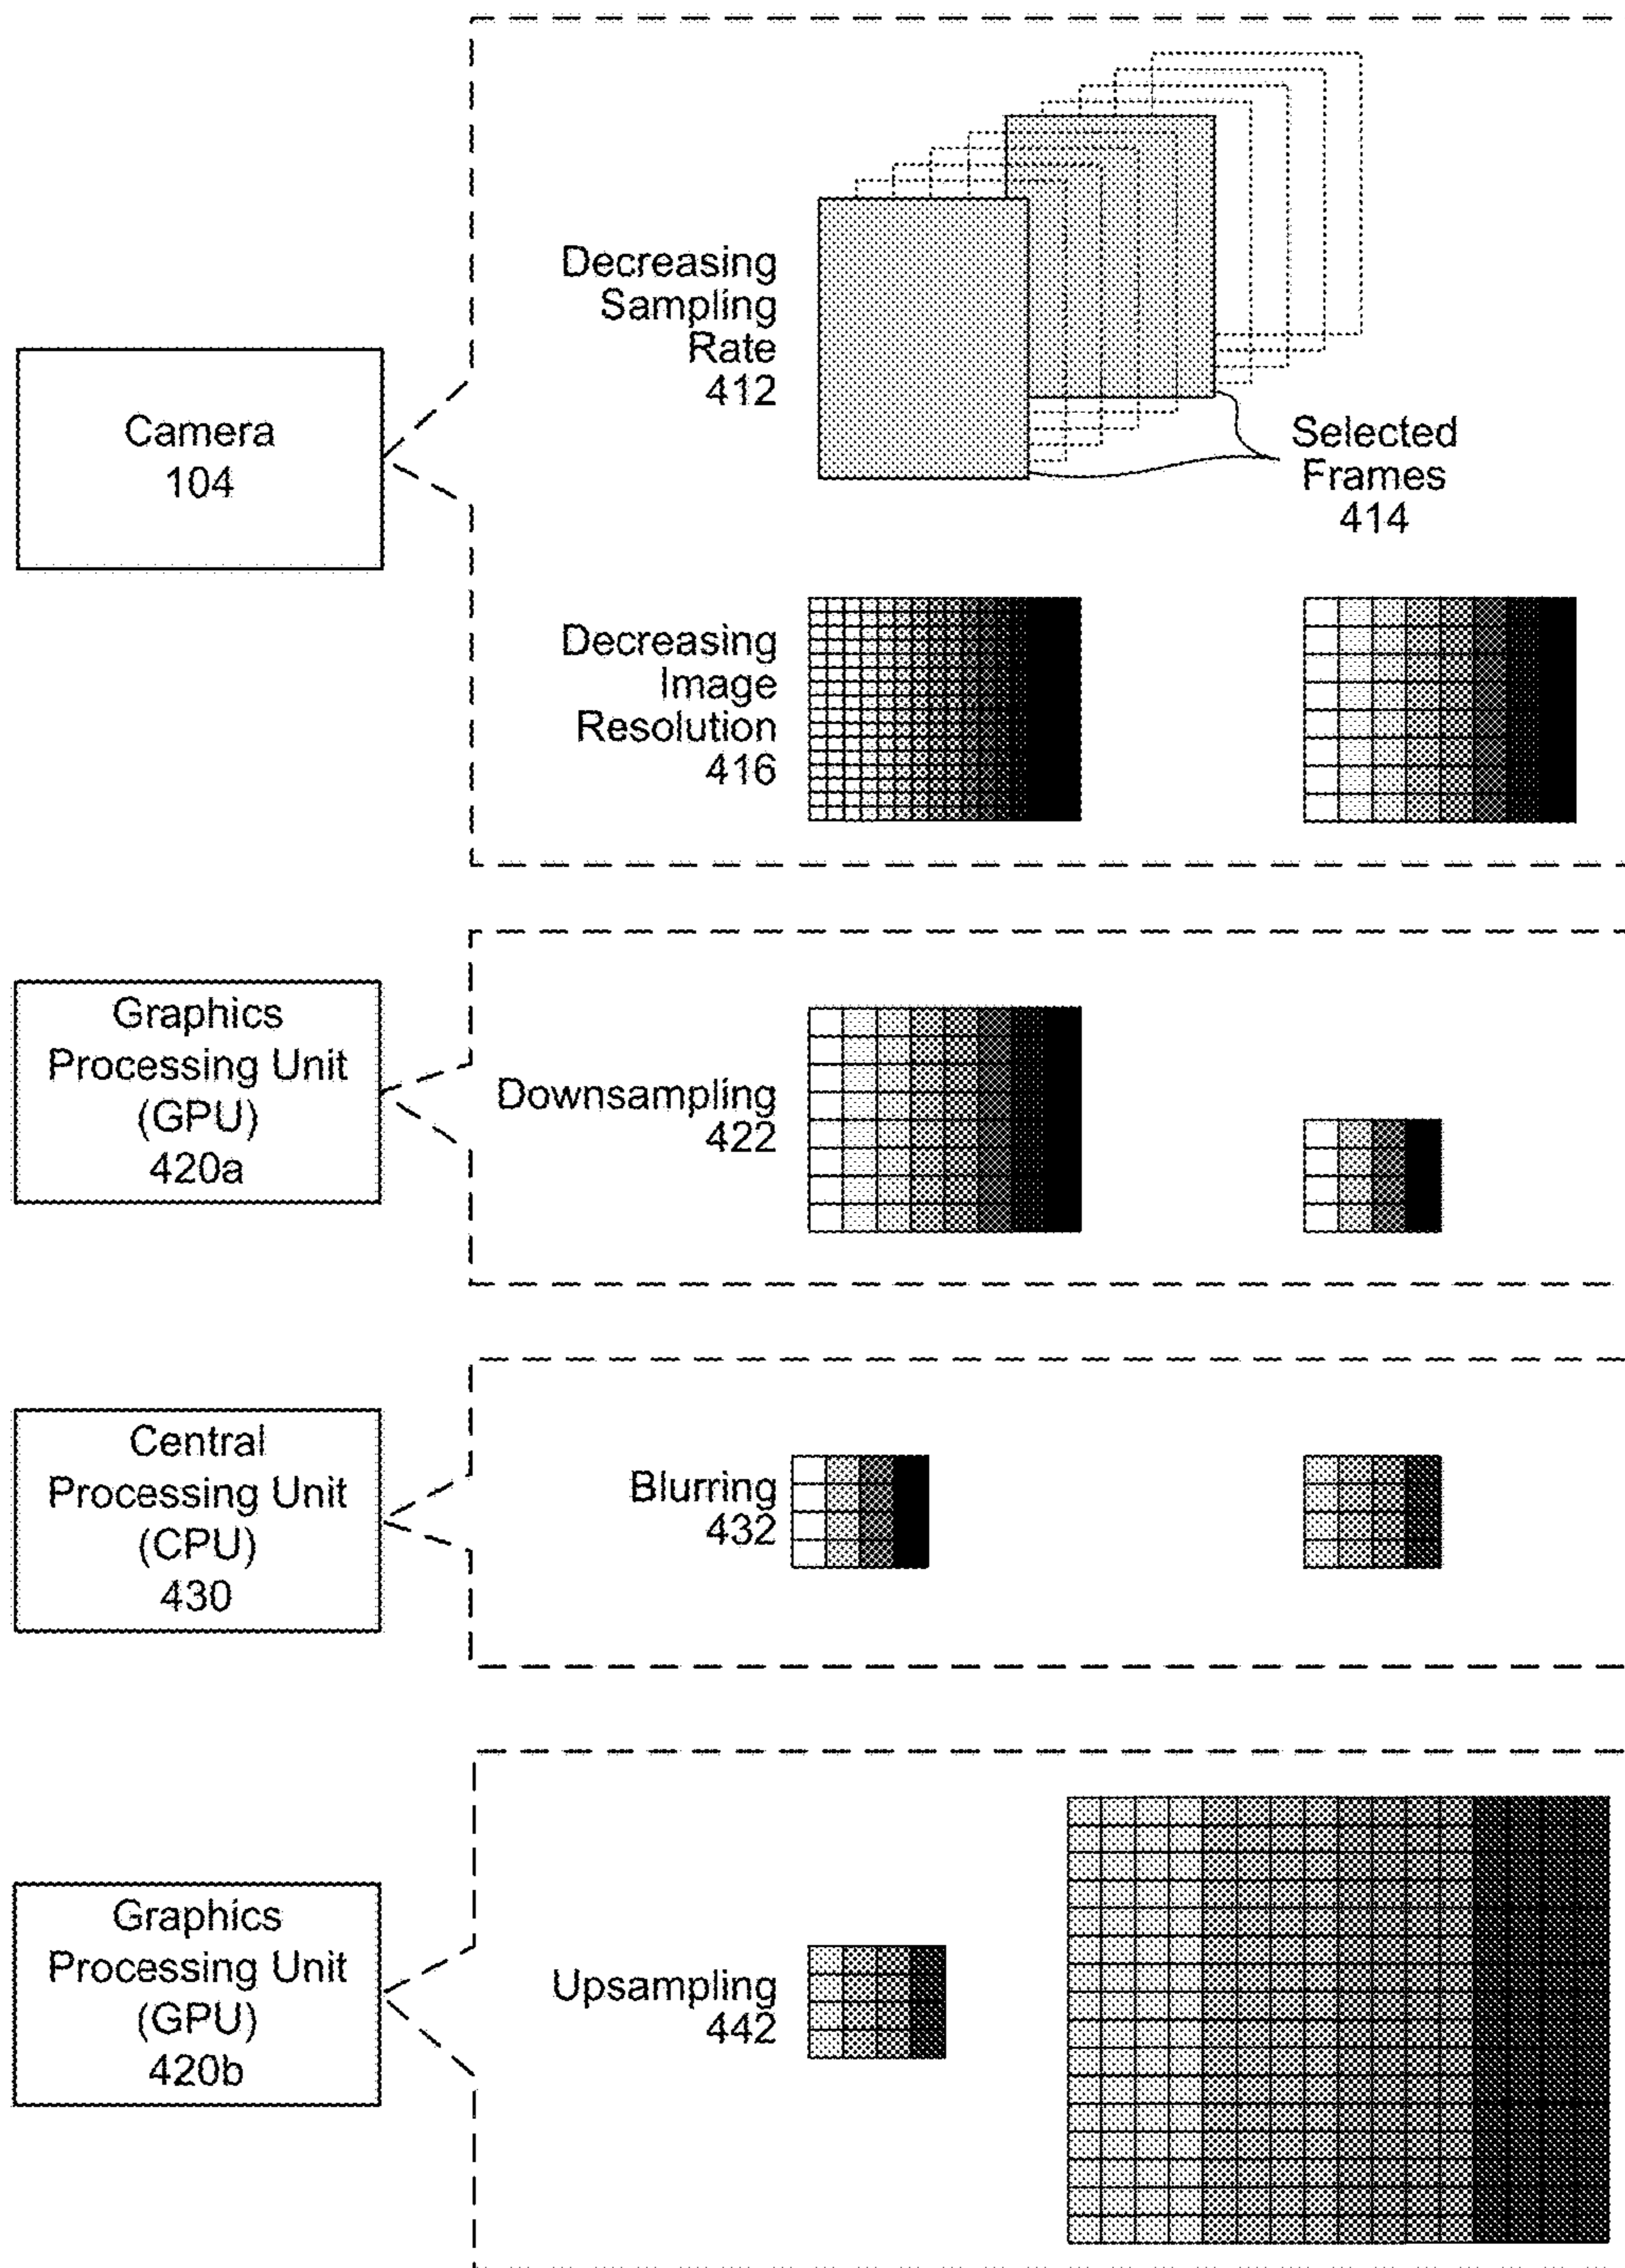 Decreasing
Sampling
Rate
412
Camera
104
Selected
Frames
414
Decreasing
Image
Resolution
416
Graphics
Processing Unit
(GPU)
420a
Downsampling
422
Central
Processing Unit
(CPU)
430
Blurring
432
Graphics
Processing Unit
(GPU)
420b
Upsampling
442